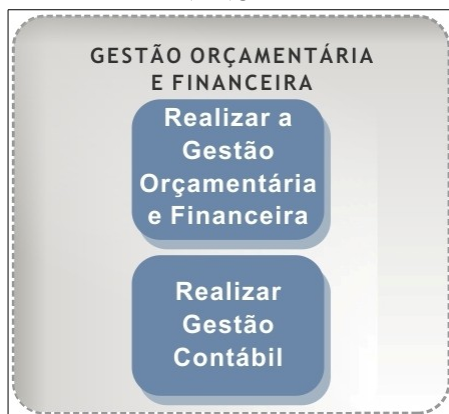 GESTÃO ORÇAMENTÁRIA
E FINANCEIRA
Realizar a
Gestão
Orçamentária
e Financeira
Realizar
Gestão
Contábil